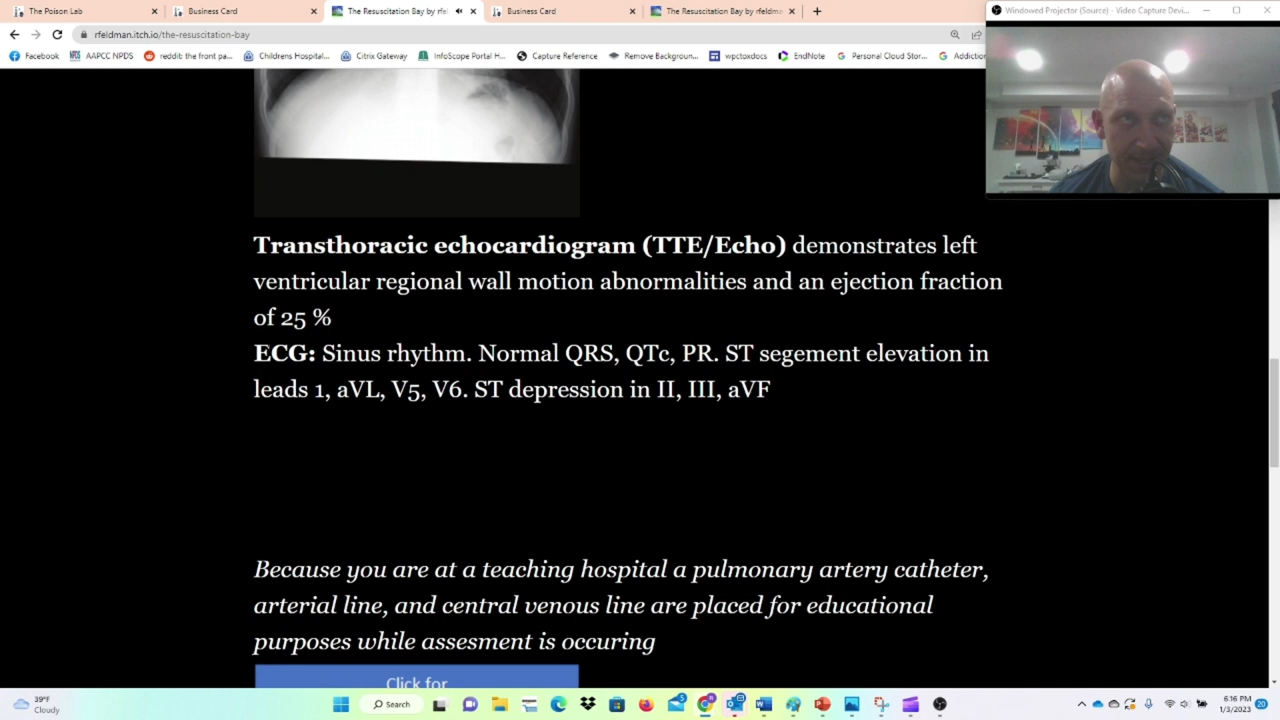 The Poison Lab
Business Card
The Resuscitation Bay by rfel
Business Card
The Resuscitation Bay by rfeldma
Windowed Projector (Source) - Video Capture Devi...
rfeldman.itch.io/the-resuscitation-bay
Facebook
AAPCC NPDS
reddit: the front pa...
Childrens Hospital...
Citrix Gateway
InfoScope Portal H...
Capture Reference
Remove Backgroun...
wpctoxdocs
EndNote
Personal Cloud Stor...
Addictio
Transthoracic echocardiogram (TTE/Echo) demonstrates left
ventricular regional wall motion abnormalities and an ejection fraction
of 25 %
ECG: Sinus rhythm. Normal QRS, QTc, PR. ST segement elevation in
leads 1, aVL, V5, V6. ST depression in II, III, aVF
Because you are at a teaching hospital a pulmonary artery catheter,
arterial line, and central venous line are placed for educational
purposes while assesment is occuring
Click for
39°F
Cloudy
Search
6:16 PM
1/3/2023
20